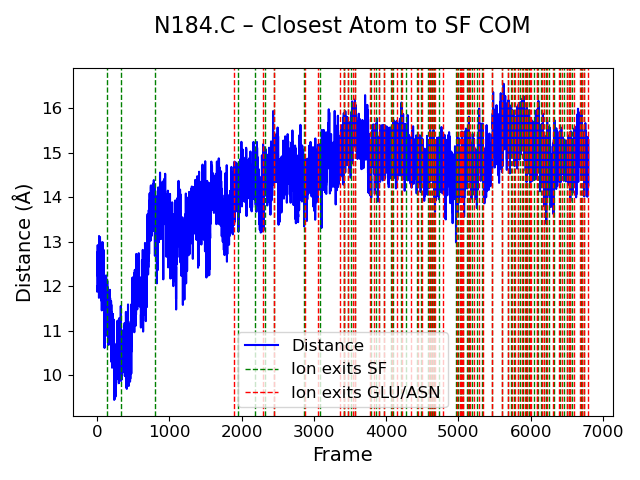 N184.C – Closest Atom to SF COM
16
15
14
13
12
11
10
Distance (Å)
Distance
Ion exits SF
Ion exits GLU/ASN
0 1000 2000 3000 4000 5000 6000 7000
Frame